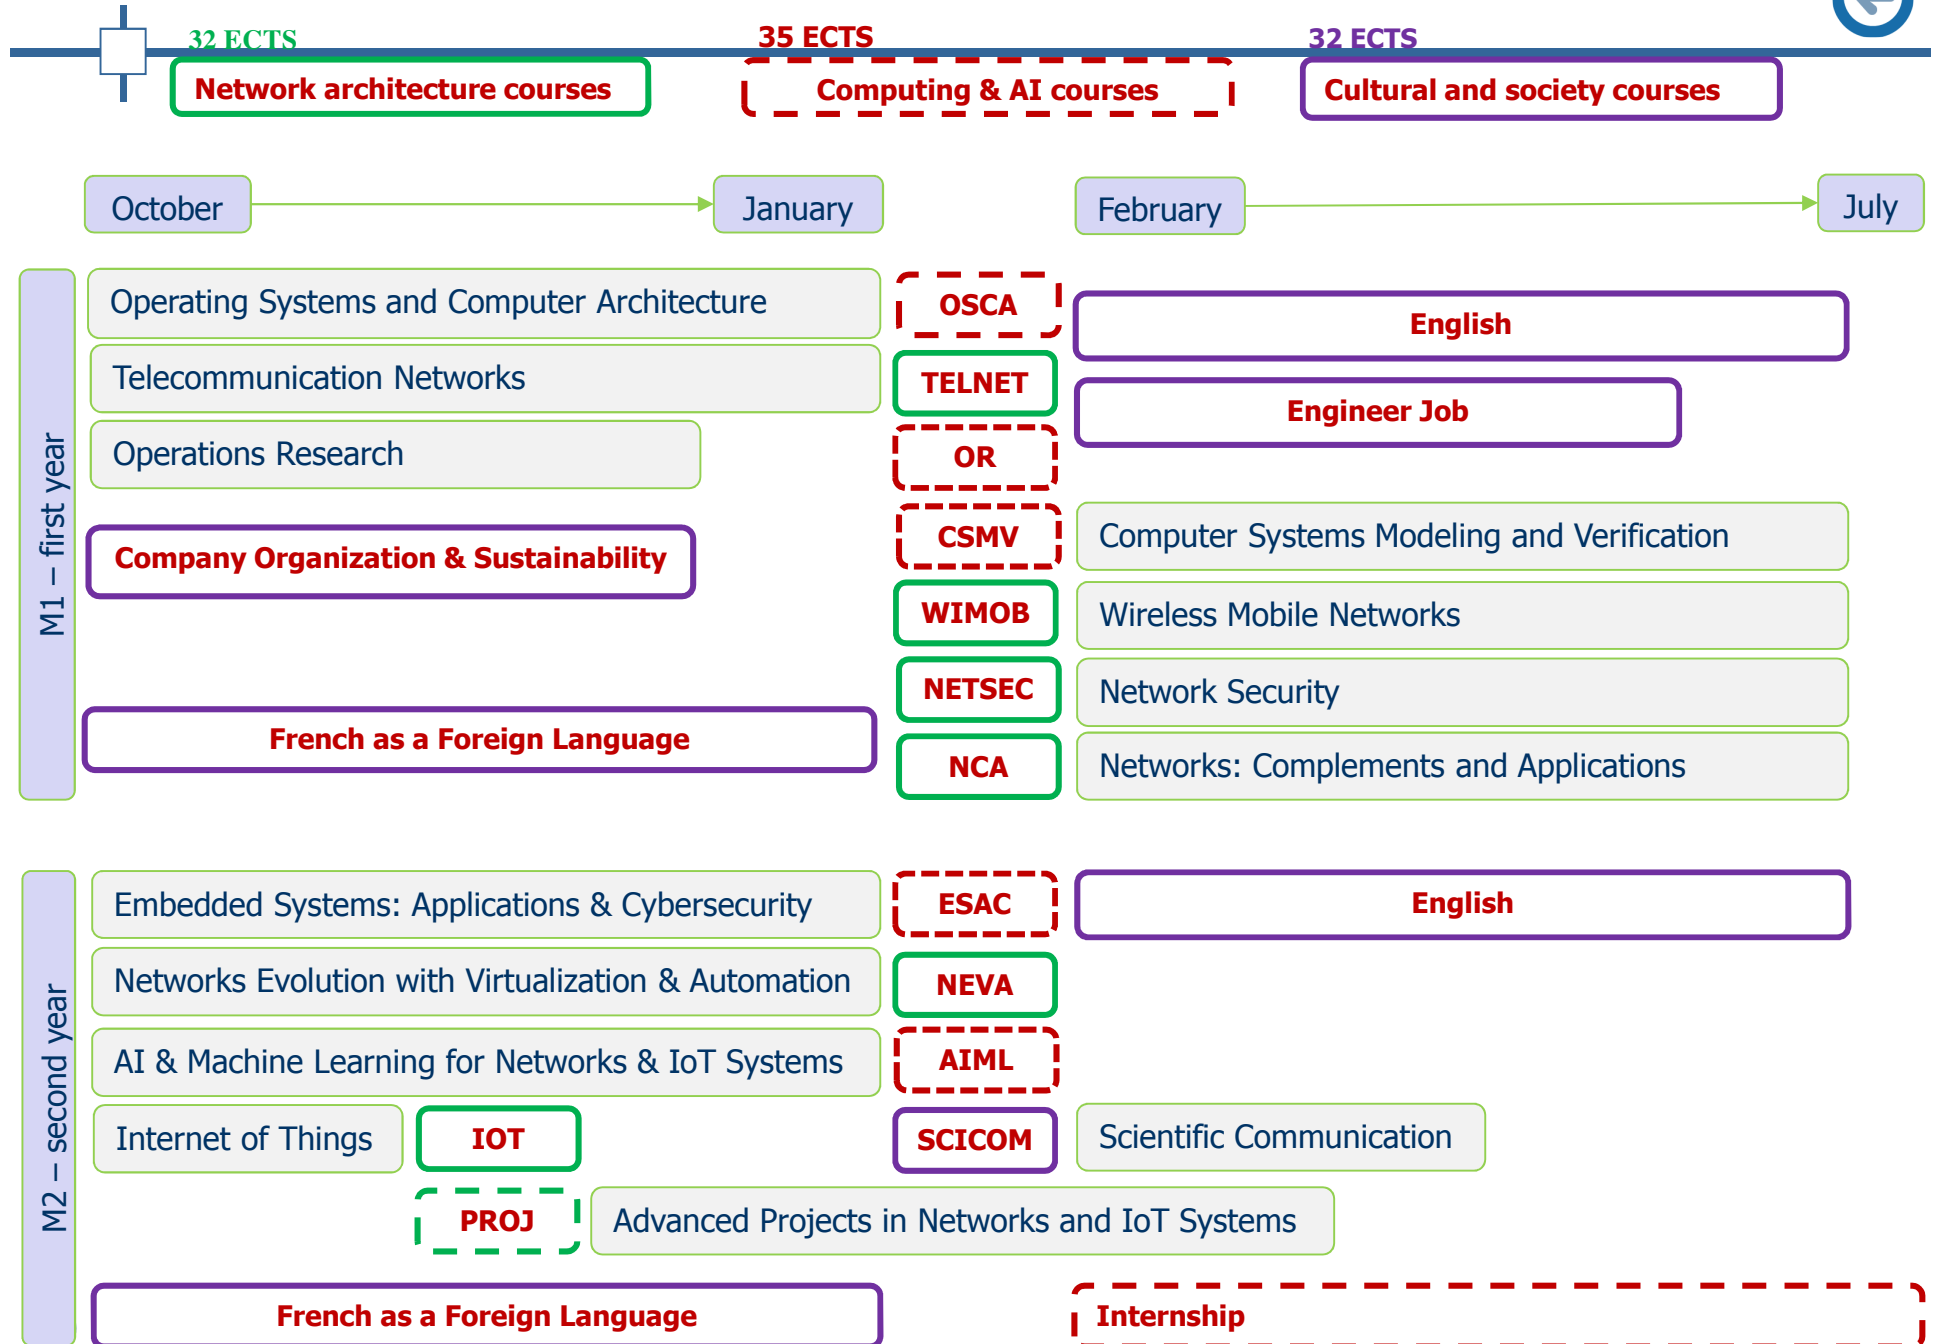 32 ECTS
35 ECTS
32 ECTS
Network architecture courses
Computing & AI courses
Cultural and society courses
October
January
February
July
M1 – first year
Operating Systems and Computer Architecture
OSCA
English
Telecommunication Networks
TELNET
Engineer Job
Operations Research
OR
Company Organization & Sustainability
CSMV
Computer Systems Modeling and Verification
WIMOB
Wireless Mobile Networks
NETSEC
Network Security
French as a Foreign Language
NCA
Networks: Complements and Applications
M2 – second year
Embedded Systems: Applications & Cybersecurity
ESAC
English
Networks Evolution with Virtualization & Automation
NEVA
AI & Machine Learning for Networks & IoT Systems
AIML
Internet of Things
IOT
SCICOM
Scientific Communication
PROJ
Advanced Projects in Networks and IoT Systems
French as a Foreign Language
Internship